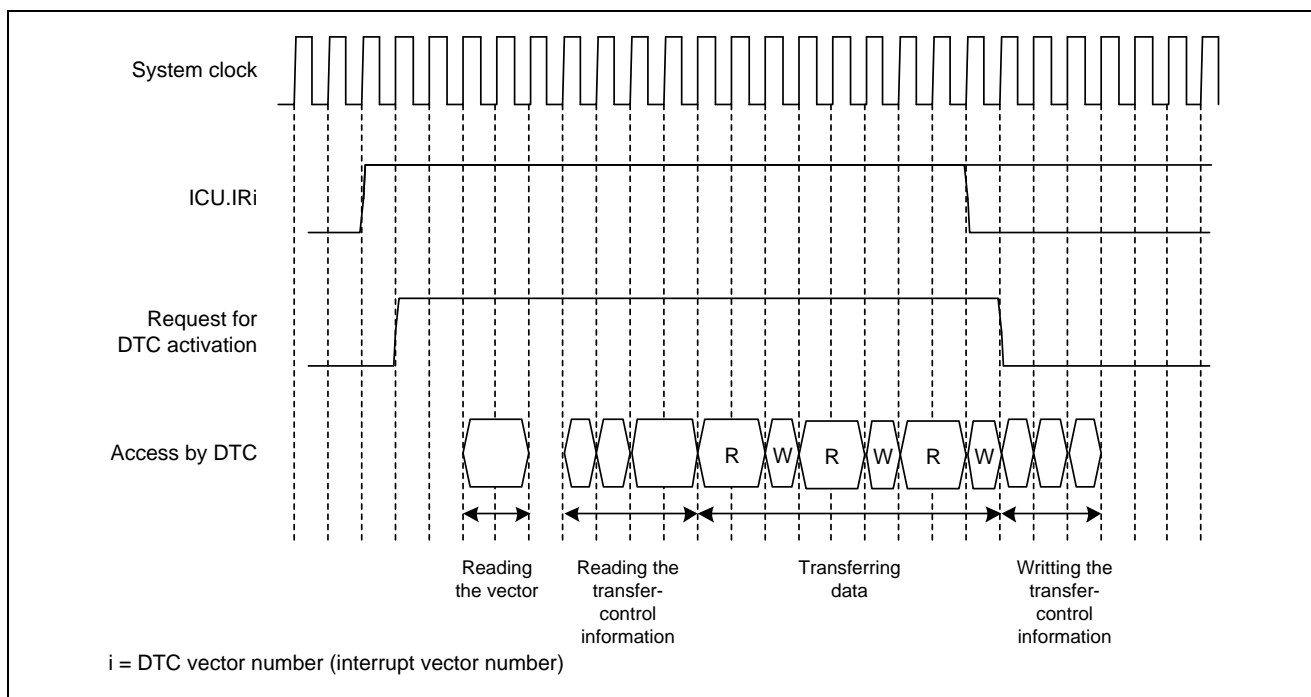 System clock
ICU.IRi
Request for
DTC activation
Access by DTC
R
W
R
W
R
W
Reading
the vector
Reading the
transfer-
control
information
Transferring
data
Writting the
transfer-
control
information
i = DTC vector number (interrupt vector number)